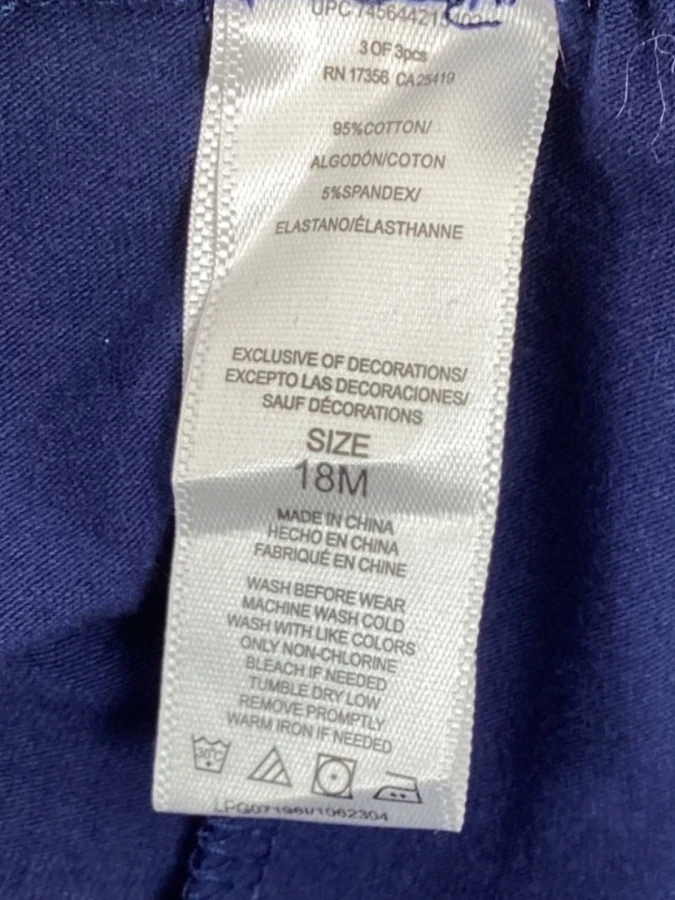 3 OF 3pcs
RN 17356 CA 25419
95%COTTON/
ALGODÓN/COTON
5%SPANDEX/
ELASTANO/ÉLASTHANNE
EXCLUSIVE OF DECORATIONS/
EXCEPTO LAS DECORACIONES/
SAUF DÉCORATIONS
SIZE
18M
MADE IN CHINA
HECHO EN CHINA
FABRIQUÉ EN CHINE
WASH BEFORE WEAR
MACHINE WASH COLD
WASH WITH LIKE COLORS
ONLY NON-CHLORINE
BLEACH IF NEEDED
TUMBLE DRY LOW
REMOVE PROMPTLY
WARM IRON IF NEEDED
30°C